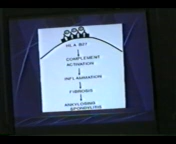 HLA B27
COMPLEMENT
ACTIVATION
INFLAMMATION
FIBROSIS
ANKYLOSING
SPONDYLITIS